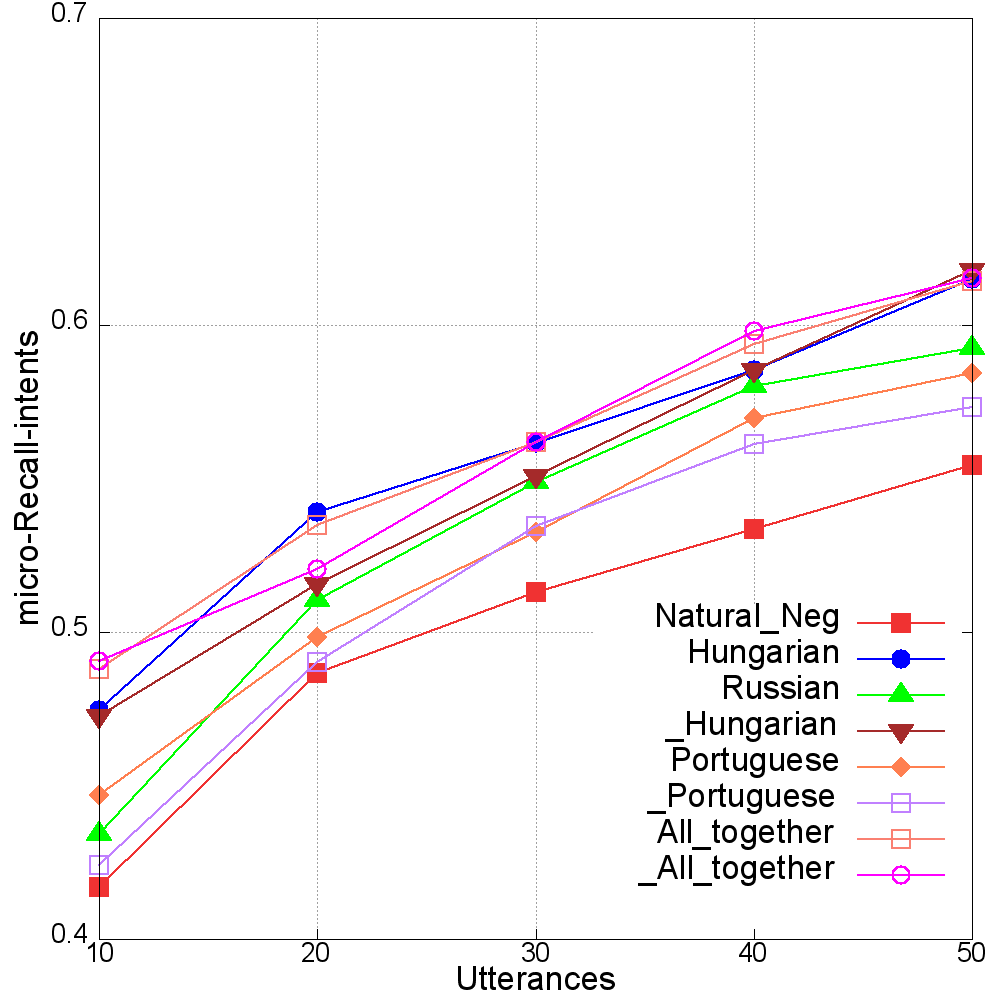 0.7
0.6
0.5
0.4
micro-Recall-intents
Natural_Neg
Hungarian
Russian
_Hungarian
Portuguese
_Portuguese
All_together
_All_together
10 20 30 40 50
Utterances